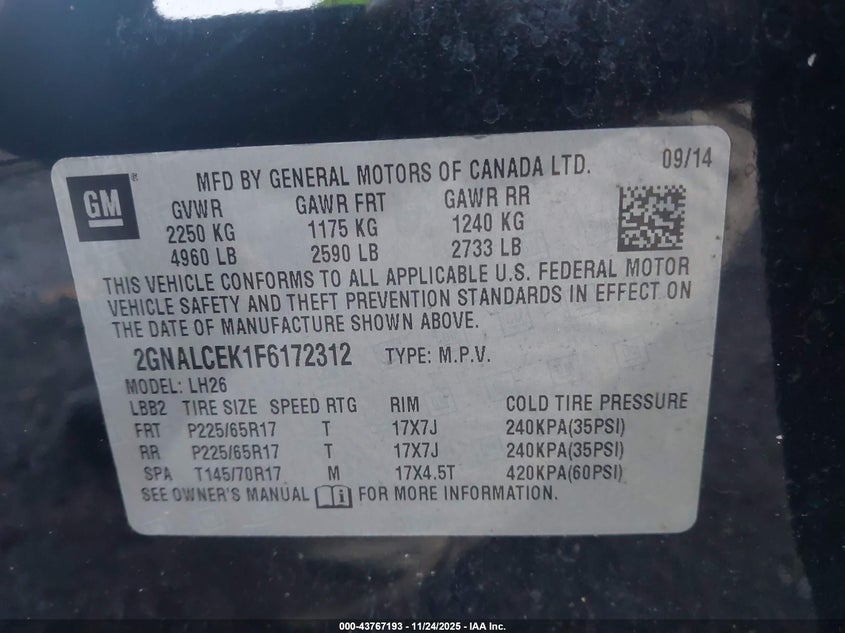 GM
MFD BY GENERAL MOTORS OF CANADA LTD. 09/14
GVWR GAWR FRT GAWR RR
2250 KG 1175 KG 1240 KG
4960 LB 2590 LB 2733 LB
THIS VEHICLE CONFORMS TO ALL APPLICABLE U.S. FEDERAL MOTOR
VEHICLE SAFETY AND THEFT PREVENTION STANDARDS IN EFFECT ON
THE DATE OF MANUFACTURE SHOWN ABOVE.
2GNALCEK1F6172312 TYPE: M.P.V.
MODEL: LH26
LBB2 TIRE SIZE SPEED RTG RIM COLD TIRE PRESSURE
FRT P225/65R17 T 17X7J 240KPA(35PSI)
RR P225/65R17 T 17X7J 240KPA(35PSI)
SPA T145/70R17 M 17X4.5T 420KPA(60PSI)
SEE OWNER'S MANUAL FOR MORE INFORMATION.
000-43767193 - 11/24/2025 - IAA Inc.